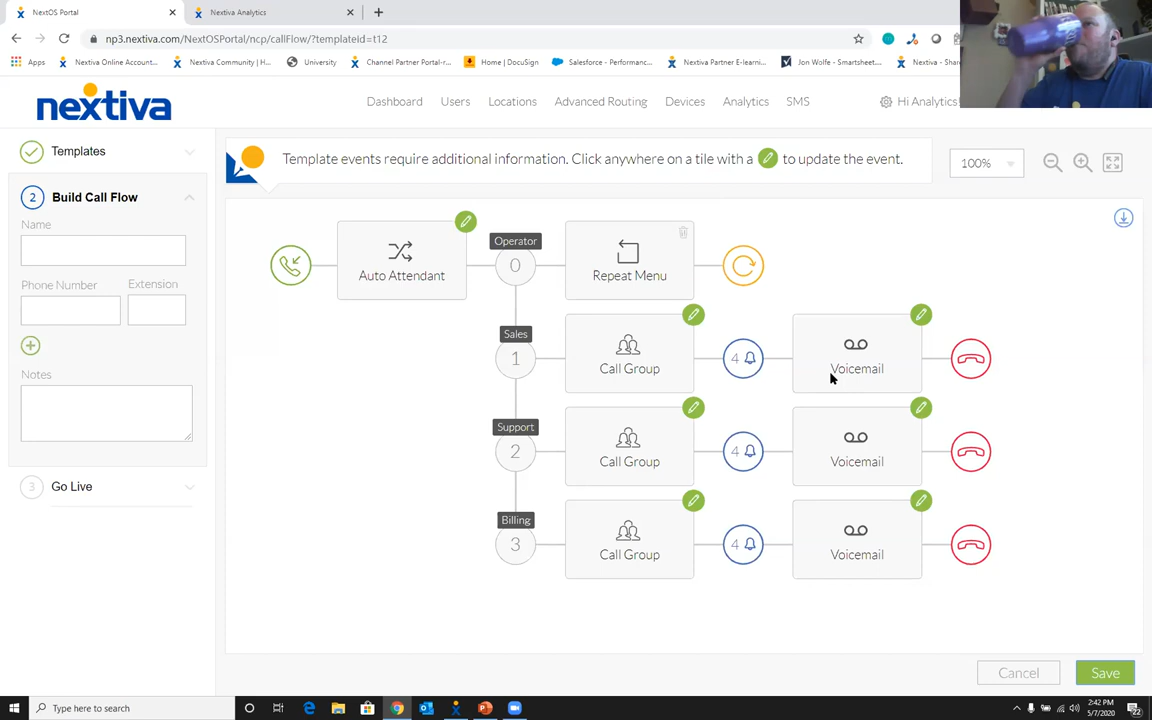 NextOS Portal
Nextiva Analytics
np3.nextiva.com/NextOSPortal/ncp/callFlow/?templateid=t12
Apps
Nextiva Online Account...
Nextiva Community | H...
University
Channel Partner Portal-r...
Home | DocuSign
Salesforce - Performanc...
Nextiva Partner E-learni...
Jon Wolfe - Smartsheet...
Nextiva - Shar
nextiva
Dashboard
Users
Locations
Advanced Routing
Devices
Analytics
SMS
Hi Analytics!
Templates
2
Build Call Flow
Name
Phone Number
Extension
Notes
3
Go Live
Template events require additional information. Click anywhere on a tile with a to update the event.
100%
Auto Attendant
Operator
0
Repeat Menu
Sales
1
Call Group
4
Voicemail
Support
2
Call Group
4
Voicemail
Billing
3
Call Group
4
Voicemail
Cancel
Save
Type here to search
2:42 PM
5/7/2020
22